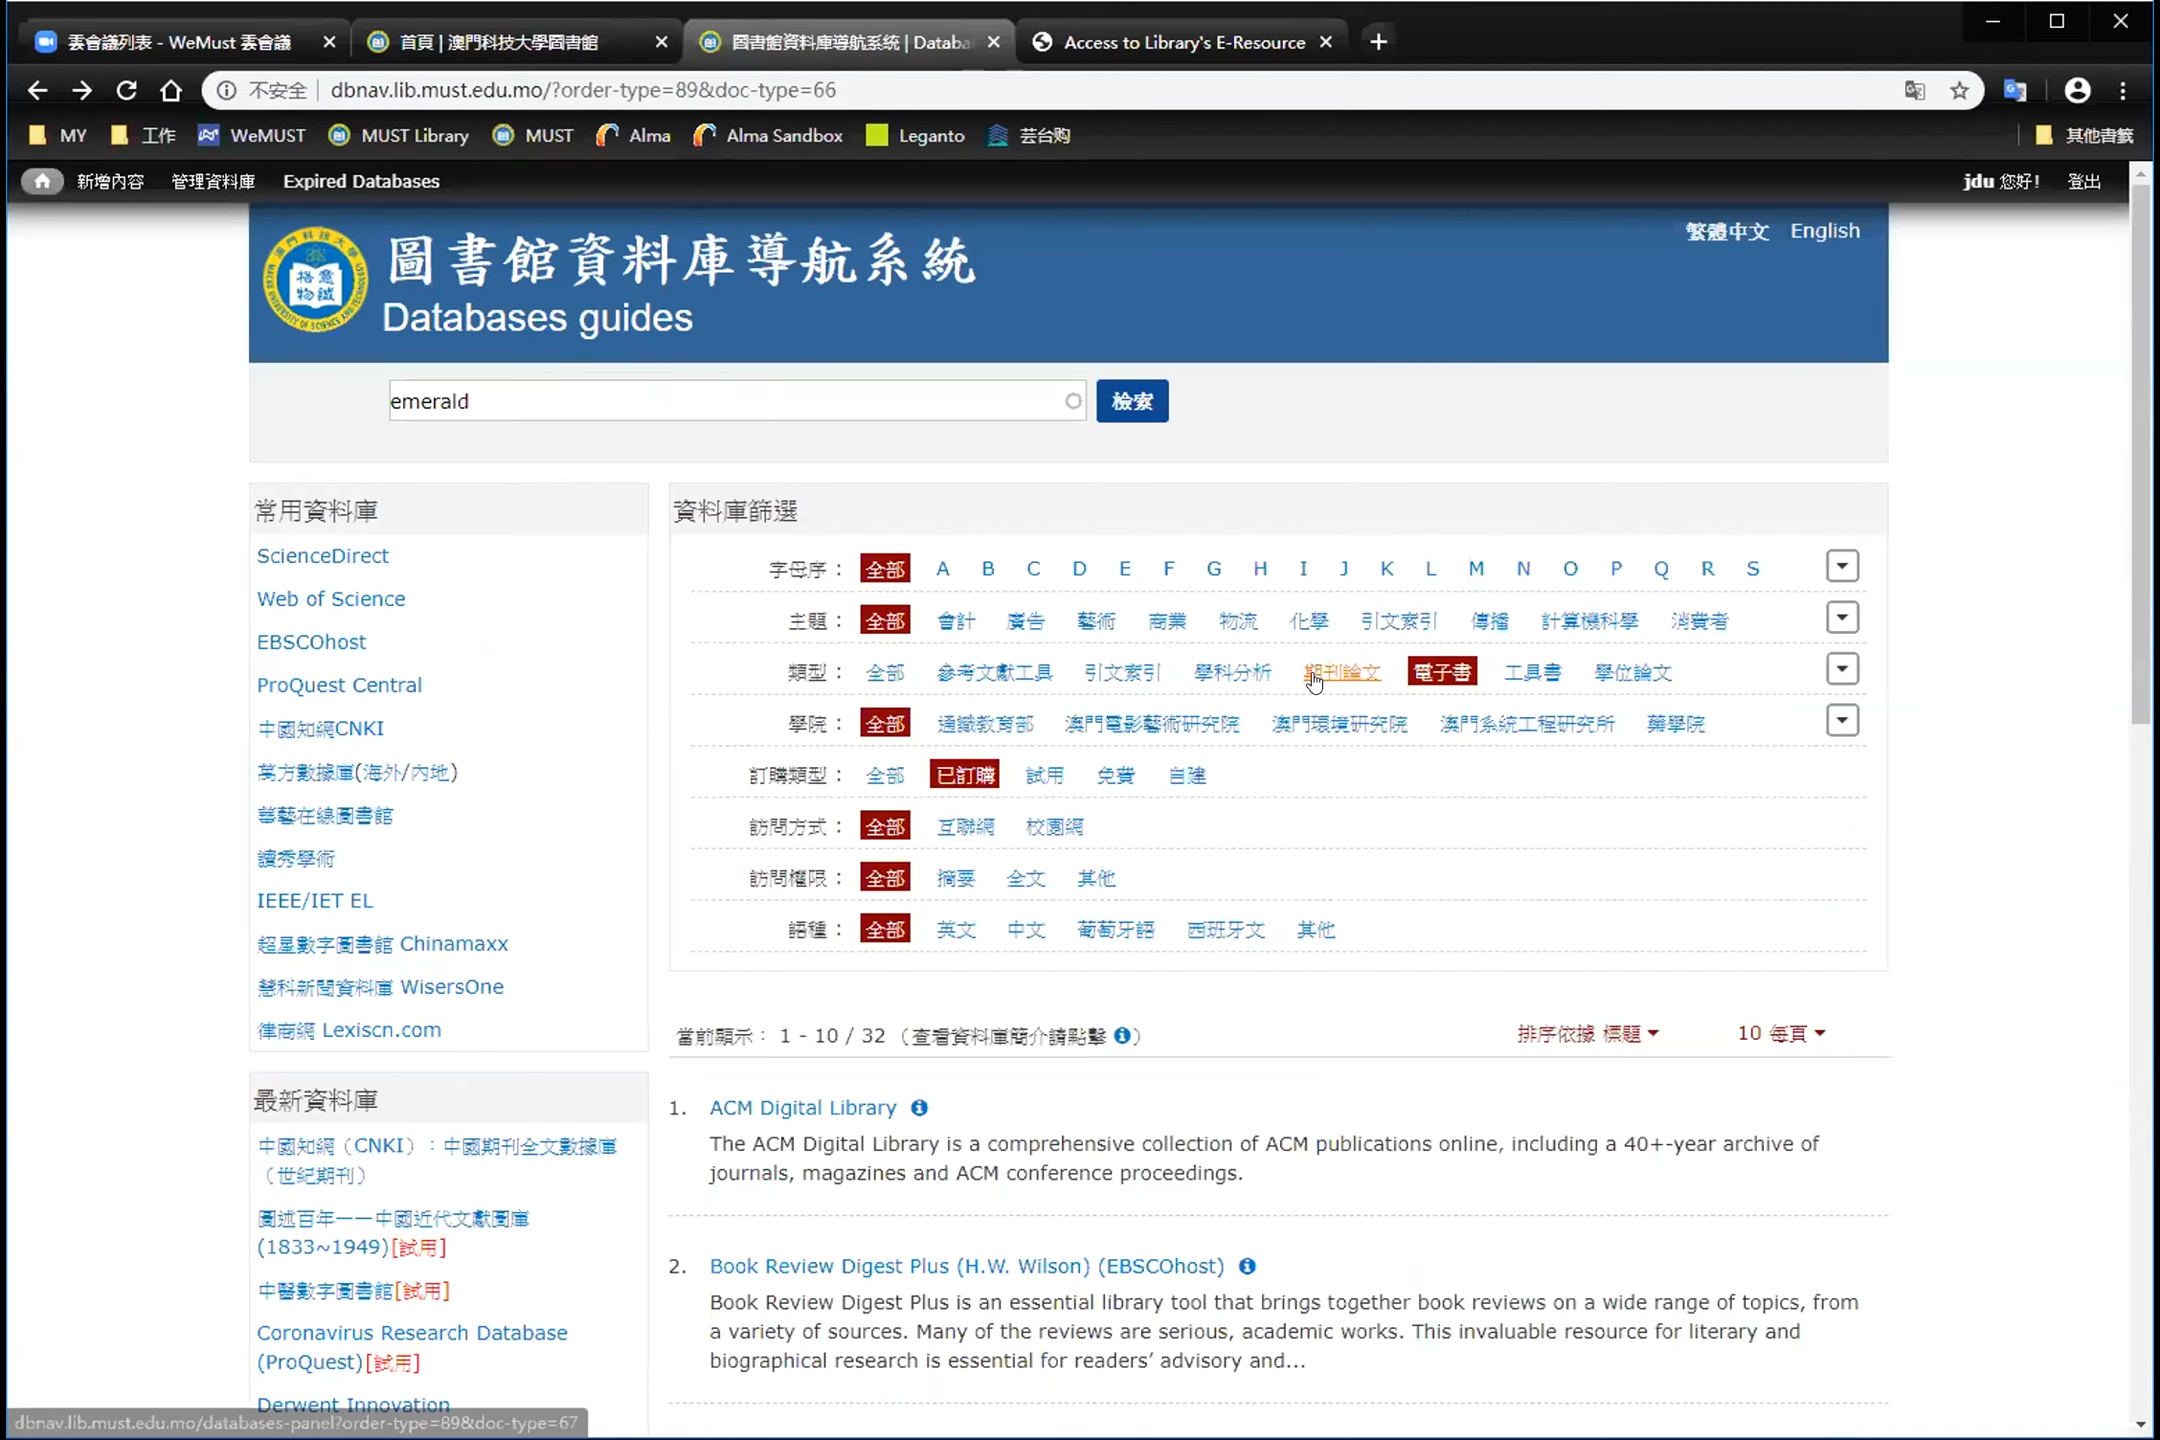 雲會議列表 - WeMust 雲會議
首頁 | 澳門科技大學圖書館
圖書館資料庫導航系統 | Databa
Access to Library's E-Resource
不安全 | dbnav.lib.must.edu.mo/?order-type=89&doc-type=66
MY 工作 WeMUST MUST Library MUST Alma Alma Sandbox Leganto 芸台购 其他書籤
新增內容 管理資料庫 Expired Databases jdu 您好! 登出
繁體中文 English
圖書館資料庫導航系統
Databases guides
emerald 檢索
常用資料庫
ScienceDirect
Web of Science
EBSCOhost
ProQuest Central
中國知網CNKI
萬方數據庫(海外/內地)
華藝在線圖書館
讀秀學術
IEEE/IET EL
超星數字圖書館 Chinamaxx
慧科新聞資料庫 WisersOne
律商網 Lexiscn.com
最新資料庫
中國知網（CNKI）：中國期刊全文數據庫
（世紀期刊）
圖述百年——中國近代文獻圖庫
(1833~1949)[試用]
中醫數字圖書館[試用]
Coronavirus Research Database
(ProQuest)[試用]
Derwent Innovation
資料庫篩選
字母序： 全部 A B C D E F G H I J K L M N O P Q R S
主題： 全部 會計 廣告 藝術 商業 物流 化學 引文索引 傳播 計算機科學 消費者
類型： 全部 參考文獻工具 引文索引 學科分析 期刊論文 電子書 工具書 學位論文
學院： 全部 通識教育部 澳門電影藝術研究院 澳門環境研究院 澳門系統工程研究所 藥學院
訂購類型： 全部 已訂購 試用 免費 自建
訪問方式： 全部 互聯網 校園網
訪問權限： 全部 摘要 全文 其他
語種： 全部 英文 中文 葡萄牙語 西班牙文 其他
當前顯示： 1 - 10 / 32 （查看資料庫簡介請點擊 ） 排序依據 標題 10 每頁
1. ACM Digital Library
The ACM Digital Library is a comprehensive collection of ACM publications online, including a 40+-year archive of
journals, magazines and ACM conference proceedings.
2. Book Review Digest Plus (H.W. Wilson) (EBSCOhost)
Book Review Digest Plus is an essential library tool that brings together book reviews on a wide range of topics, from
a variety of sources. Many of the reviews are serious, academic works. This invaluable resource for literary and
biographical research is essential for readers’ advisory and...
dbnav.lib.must.edu.mo/databases-panel?order-type=89&doc-type=67